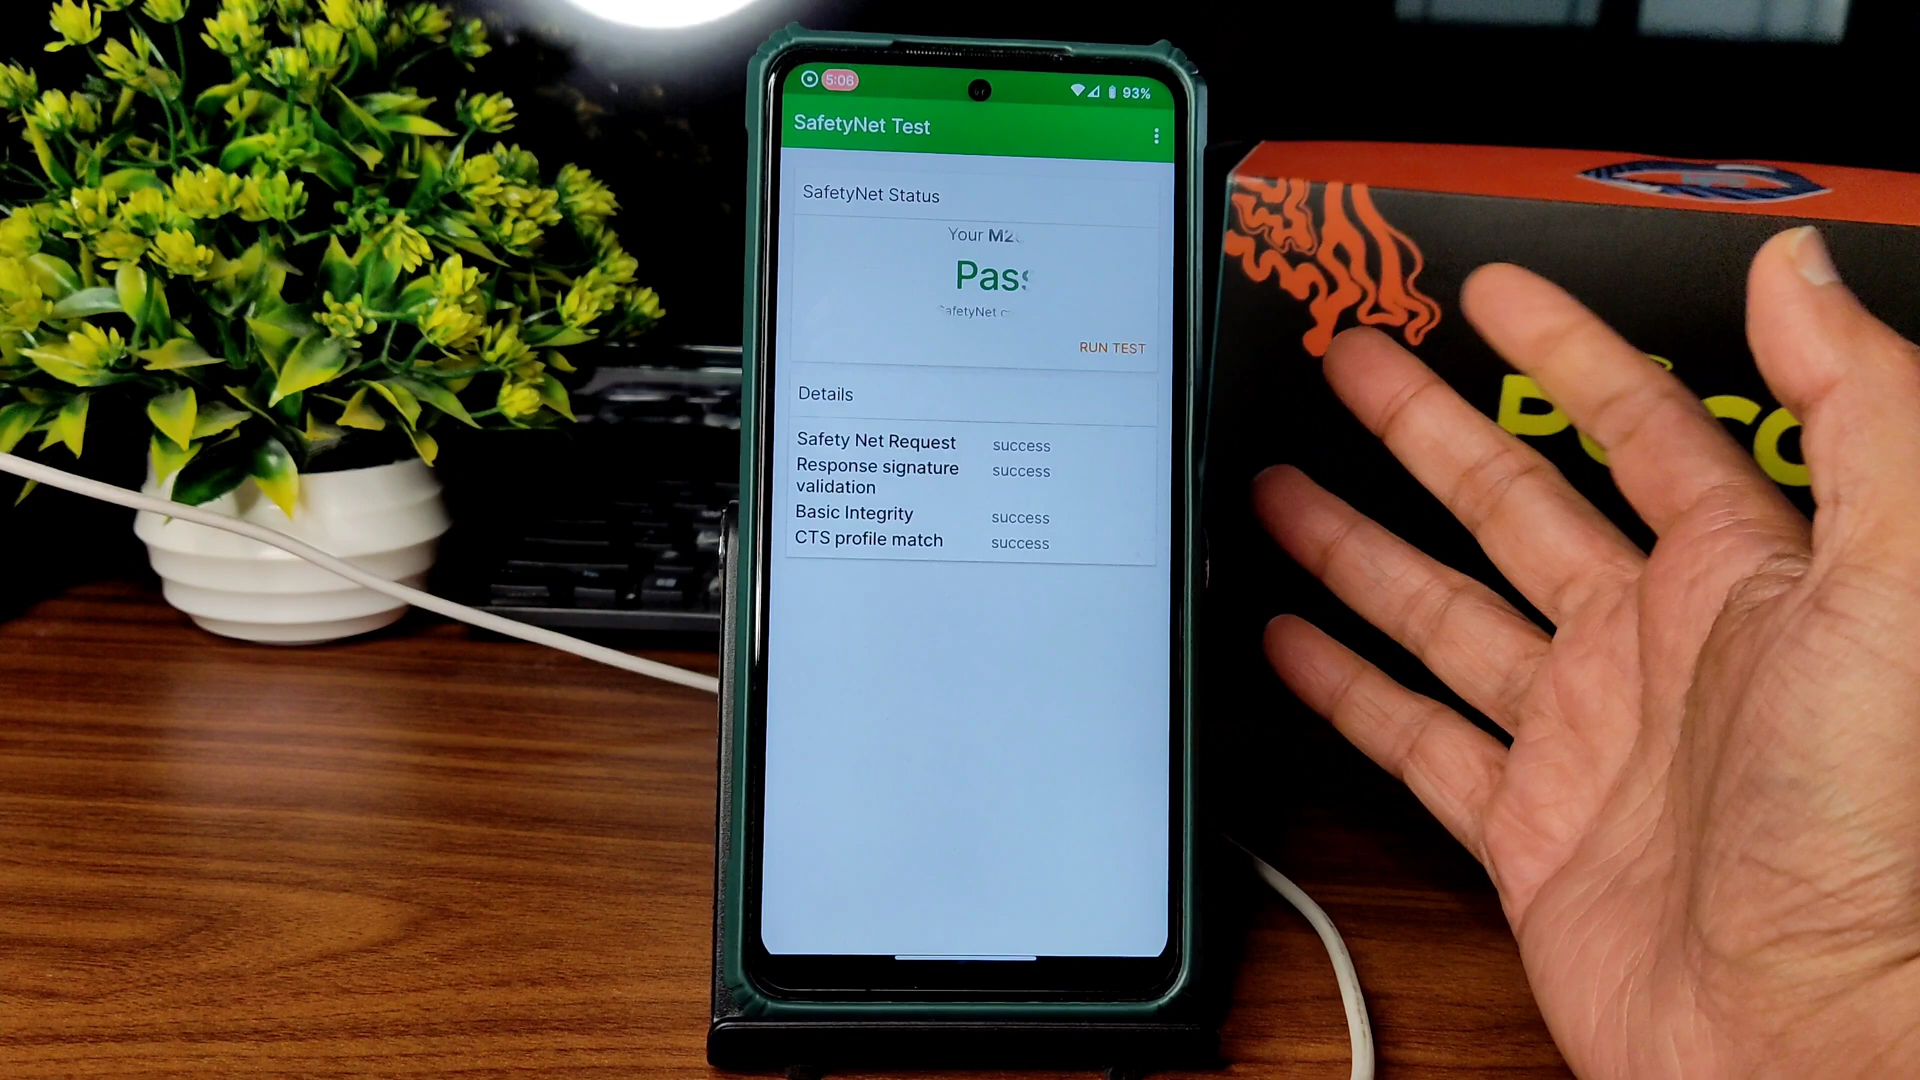 5:06
93%
SafetyNet Test
SafetyNet Status
Your M2
Pas
SafetyNet
RUN TEST
Details
Safety Net Request success
Response signature success
validation
Basic Integrity success
CTS profile match success